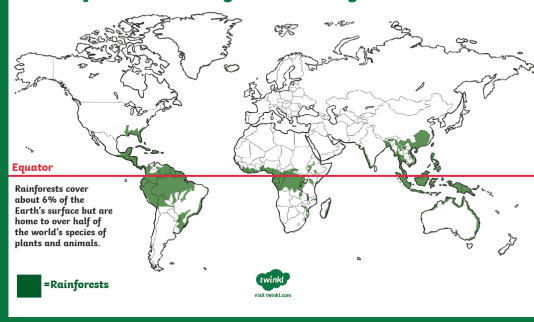 Equator
Rainforests cover
about 6% of the
Earth's surface but are
home to over half of
the world's species of
plants and animals.
=Rainforests
twinkl
visit twinkl.com